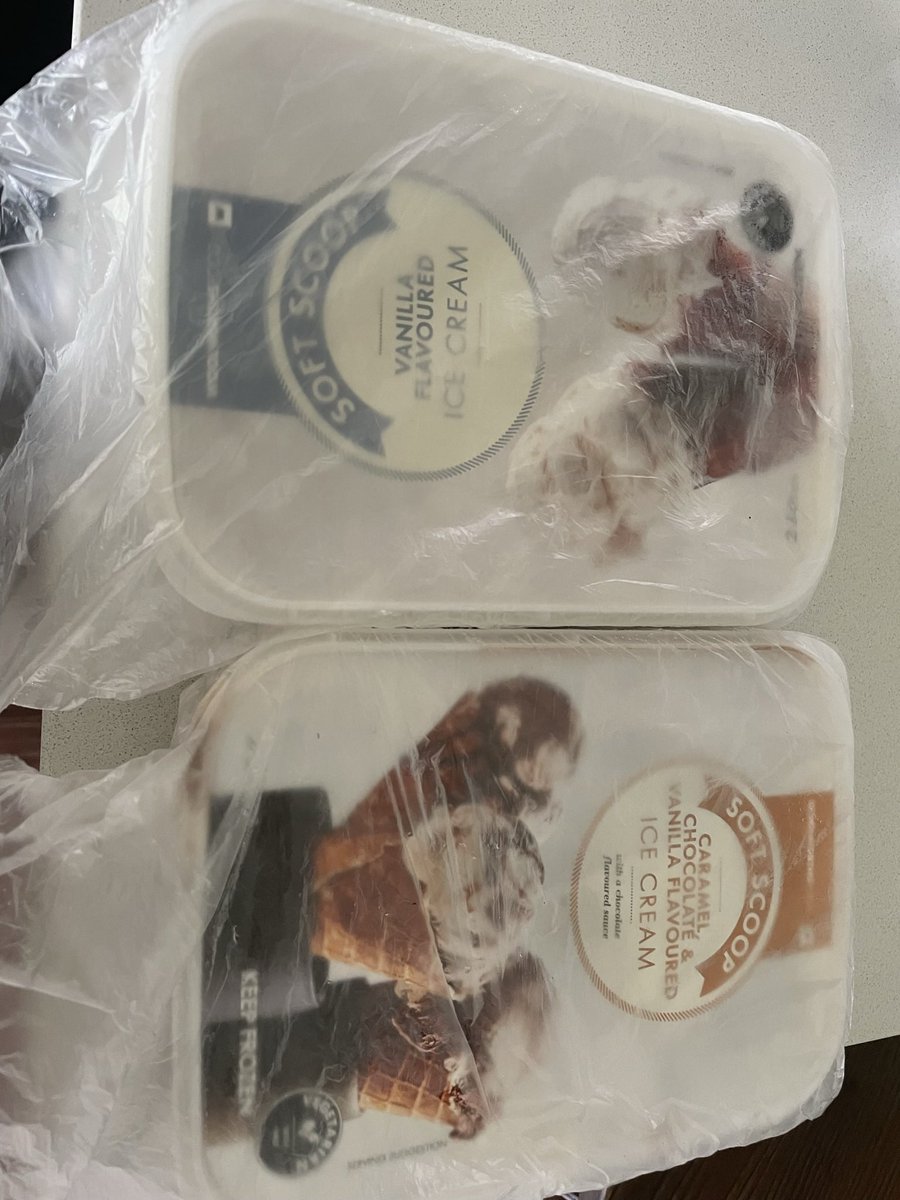 SOFT SCOOP
VANILLA
FLAVOURED
ICE CREAM
SOFT SCOOP
CARAMEL,
CHOCOLATE &
VANILLA FLAVOURED
ICE CREAM
with a chocolate
flavoured sauce
KEEP FROZEN
VEGETARIAN